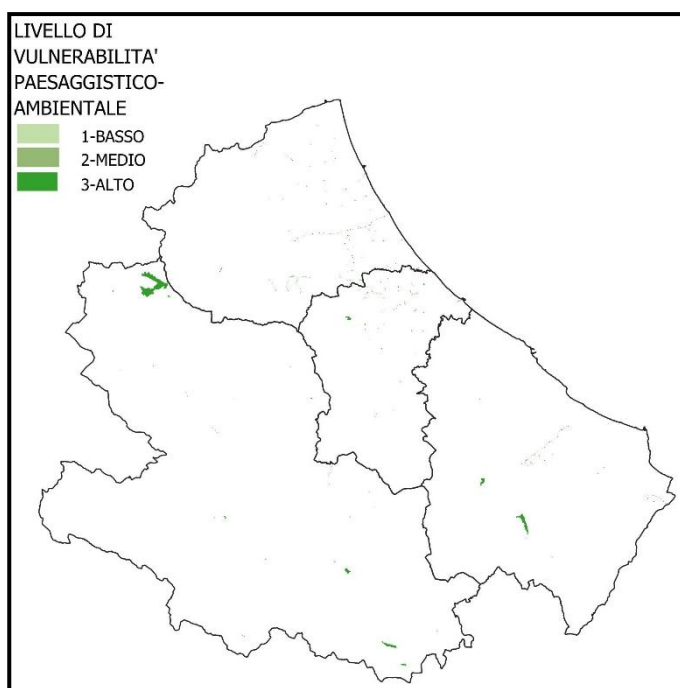 LIVELLO DI
VULNERABILITA'
PAESAGGISTICO-
AMBIENTALE
1-BASSO
2-MEDIO
3-ALTO